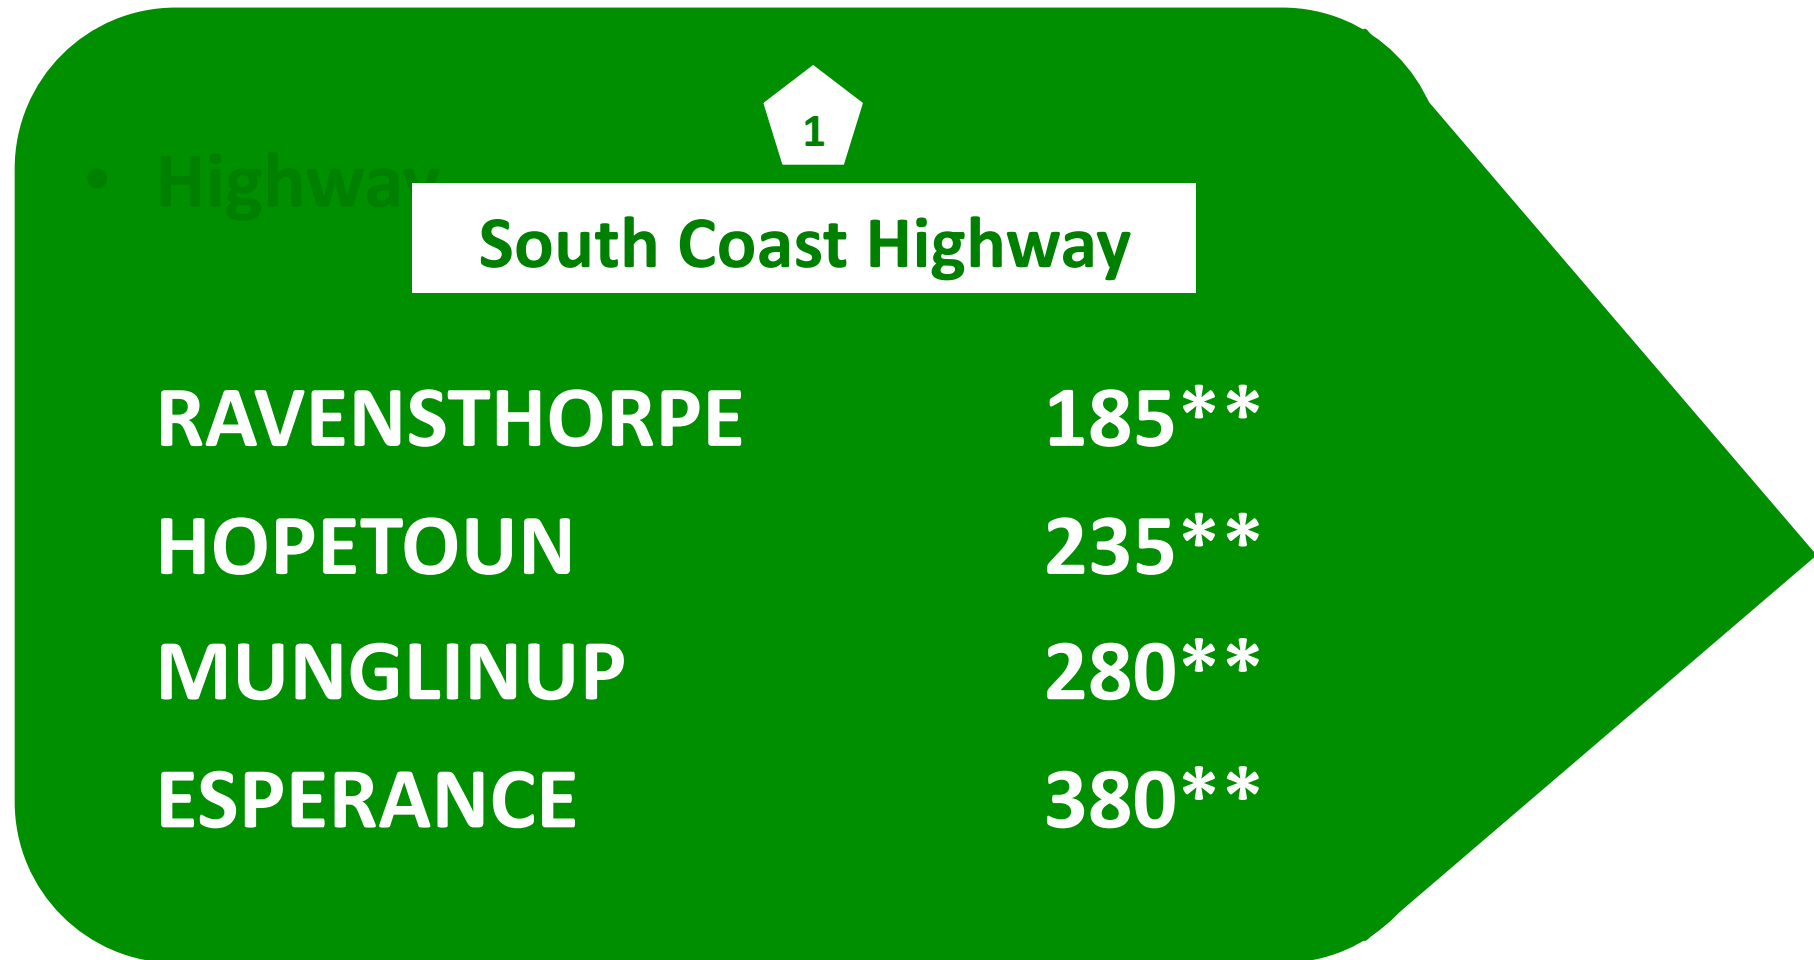 1
• Highway
South Coast Highway
RAVENSTHORPE 185**
HOPETOUN 235**
MUNGLINUP 280**
ESPERANCE 380**